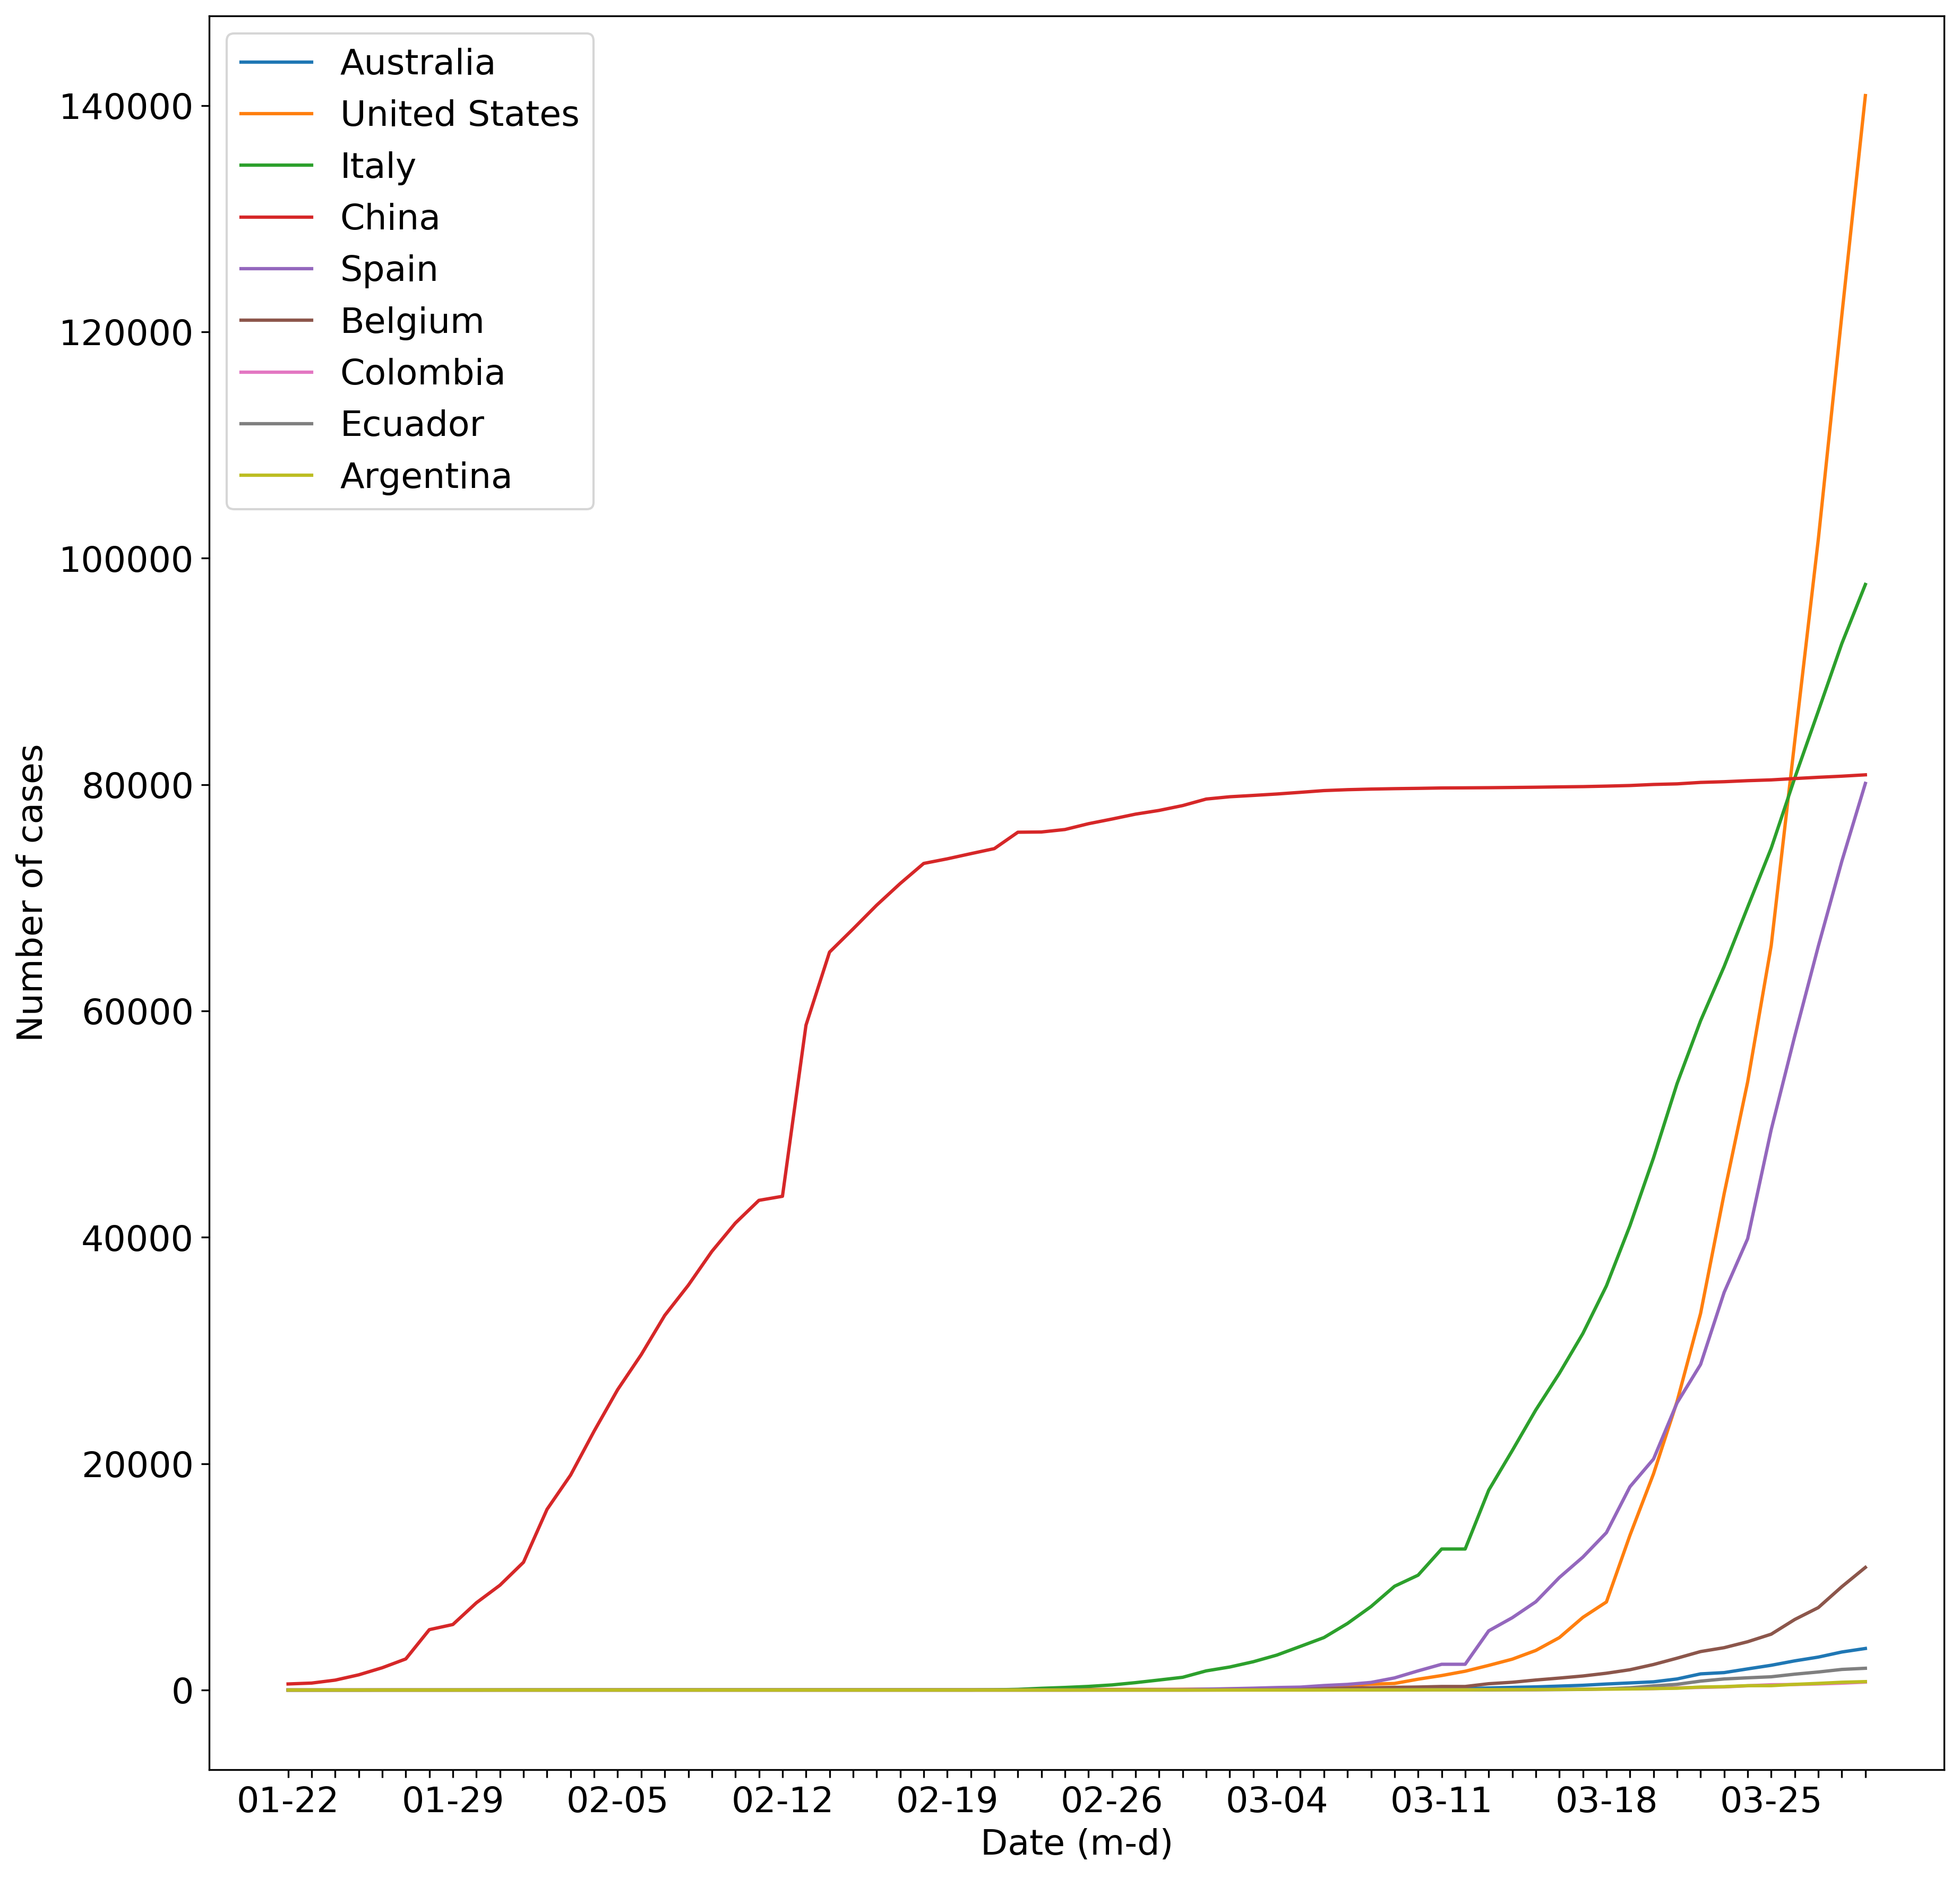 Australia
United States
Italy
China
Spain
Belgium
Colombia
Ecuador
Argentina
140000
120000
100000
80000
60000
40000
20000
0
Number of cases
01-22 01-29 02-05 02-12 02-19 02-26 03-04 03-11 03-18 03-25
Date (m-d)